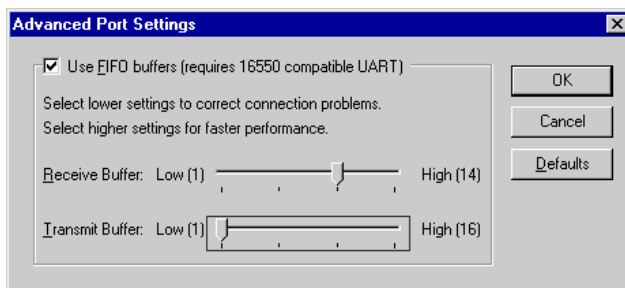 Advanced Port Settings
Use FIFO buffers (requires 16550 compatible UART)
Select lower settings to correct connection problems.
Select higher settings for faster performance.
Receive Buffer: Low (1) High (14)
Transmit Buffer: Low (1) High (16)
OK
Cancel
Defaults